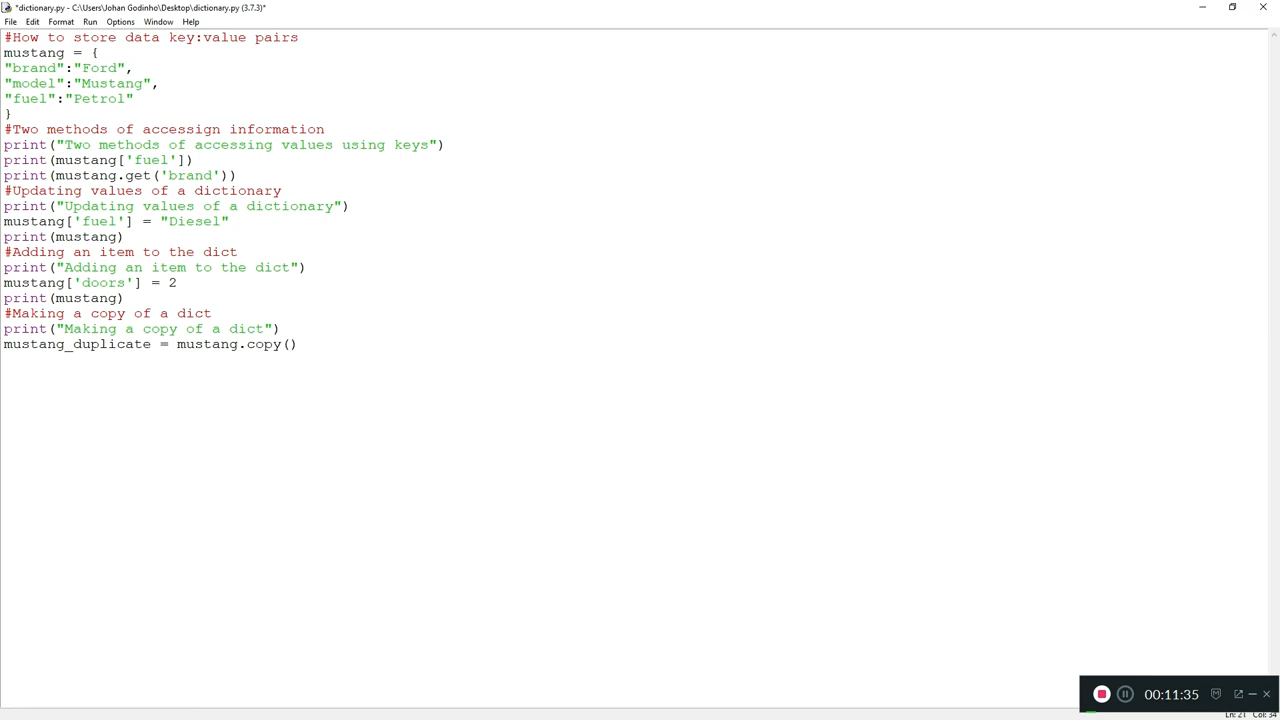 *dictionary.py - C:\Users\Johan Godinho\Desktop\dictionary.py (3.7.3)*
File Edit Format Run Options Window Help
#How to store data key:value pairs
mustang = {
"brand":"Ford",
"model":"Mustang",
"fuel":"Petrol"
}
#Two methods of accessign information
print("Two methods of accessing values using keys")
print(mustang['fuel'])
print(mustang.get('brand'))
#Updating values of a dictionary
print("Updating values of a dictionary")
mustang['fuel'] = "Diesel"
print(mustang)
#Adding an item to the dict
print("Adding an item to the dict")
mustang['doors'] = 2
print(mustang)
#Making a copy of a dict
print("Making a copy of a dict")
mustang_duplicate = mustang.copy()
00:11:35
Ln: 21 Col: 34